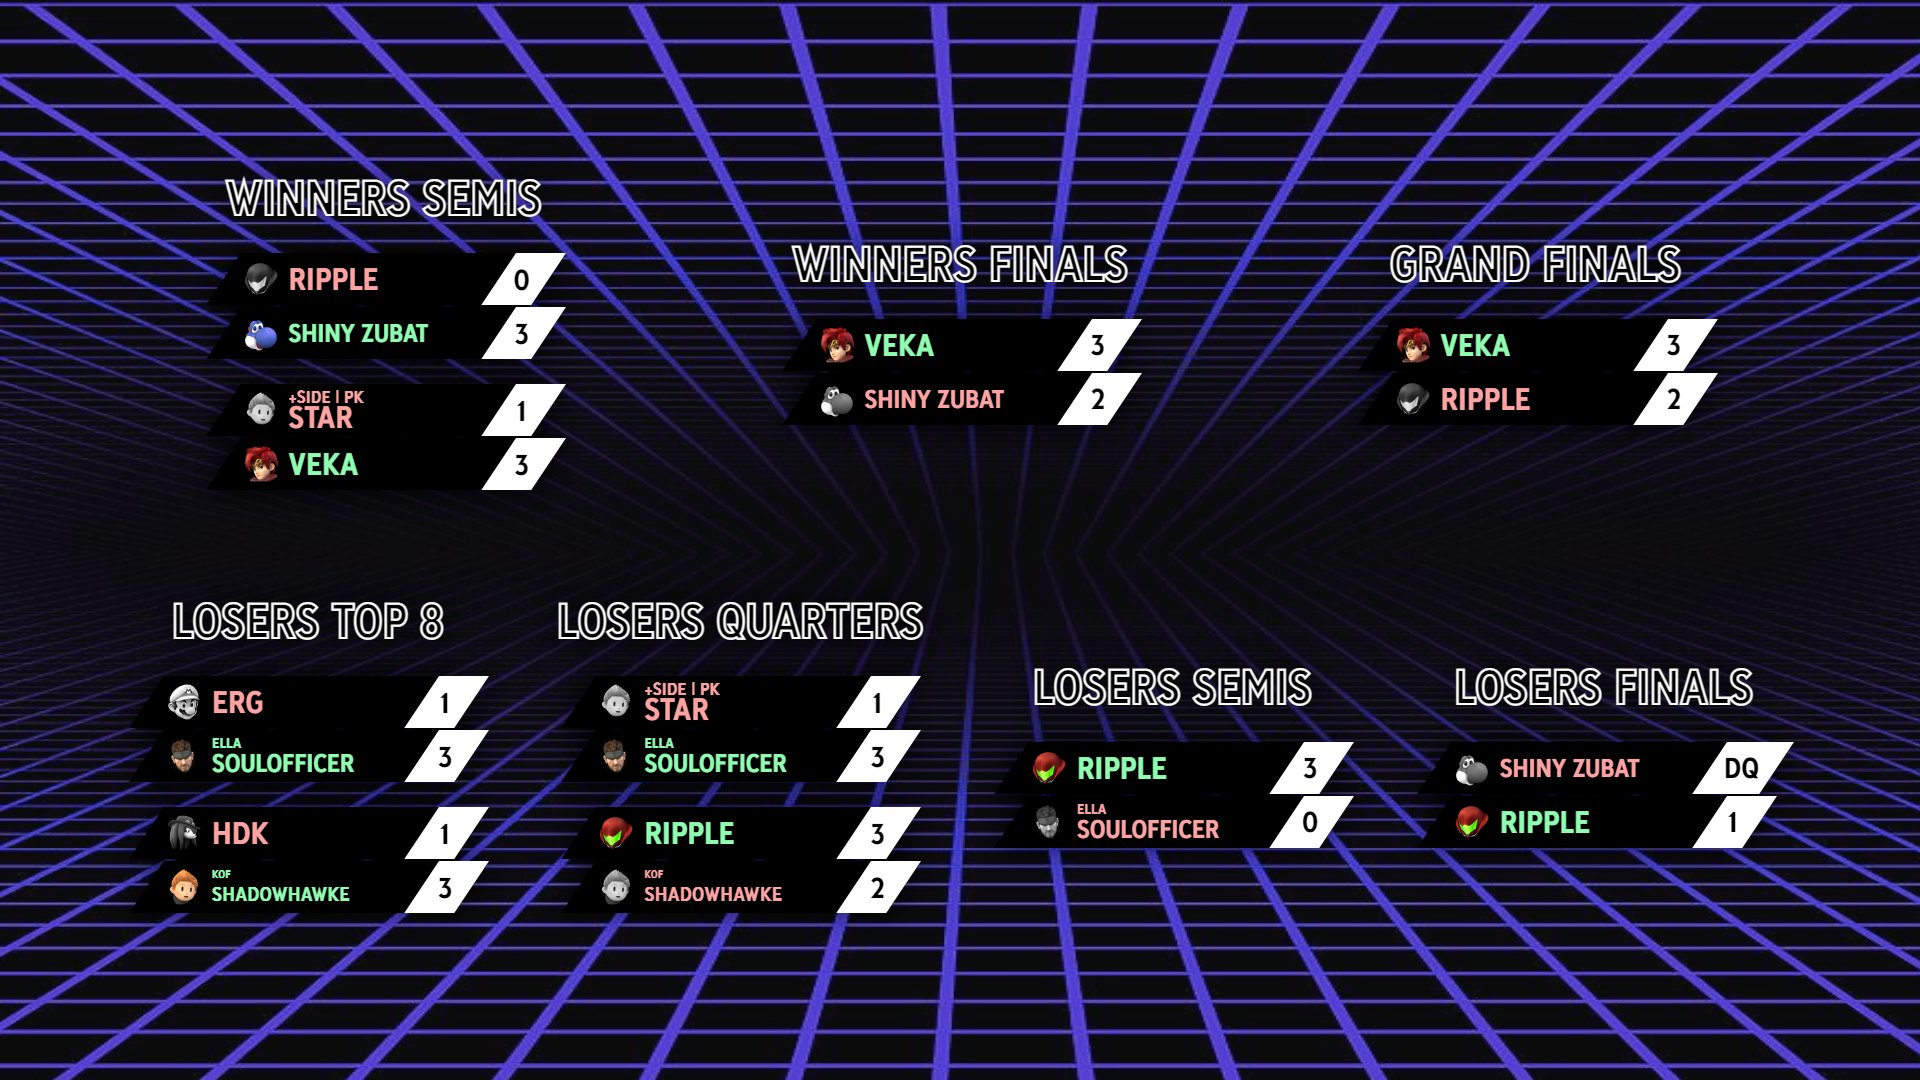 WINNERS SEMIS
RIPPLE 0
SHINY ZUBAT 3
+$IDE | PK
STAR 1
VEKA 3
WINNERS FINALS
VEKA 3
SHINY ZUBAT 2
GRAND FINALS
VEKA 3
RIPPLE 2
LOSERS TOP 8
ERG 1
ELLA
SOULOFFICER 3
HDK 1
KOF
SHADOWHAWKE 3
LOSERS QUARTERS
+$IDE | PK
STAR 1
ELLA
SOULOFFICER 3
RIPPLE 3
KOF
SHADOWHAWKE 2
LOSERS SEMIS
RIPPLE 3
ELLA
SOULOFFICER 0
LOSERS FINALS
SHINY ZUBAT DQ
RIPPLE 1